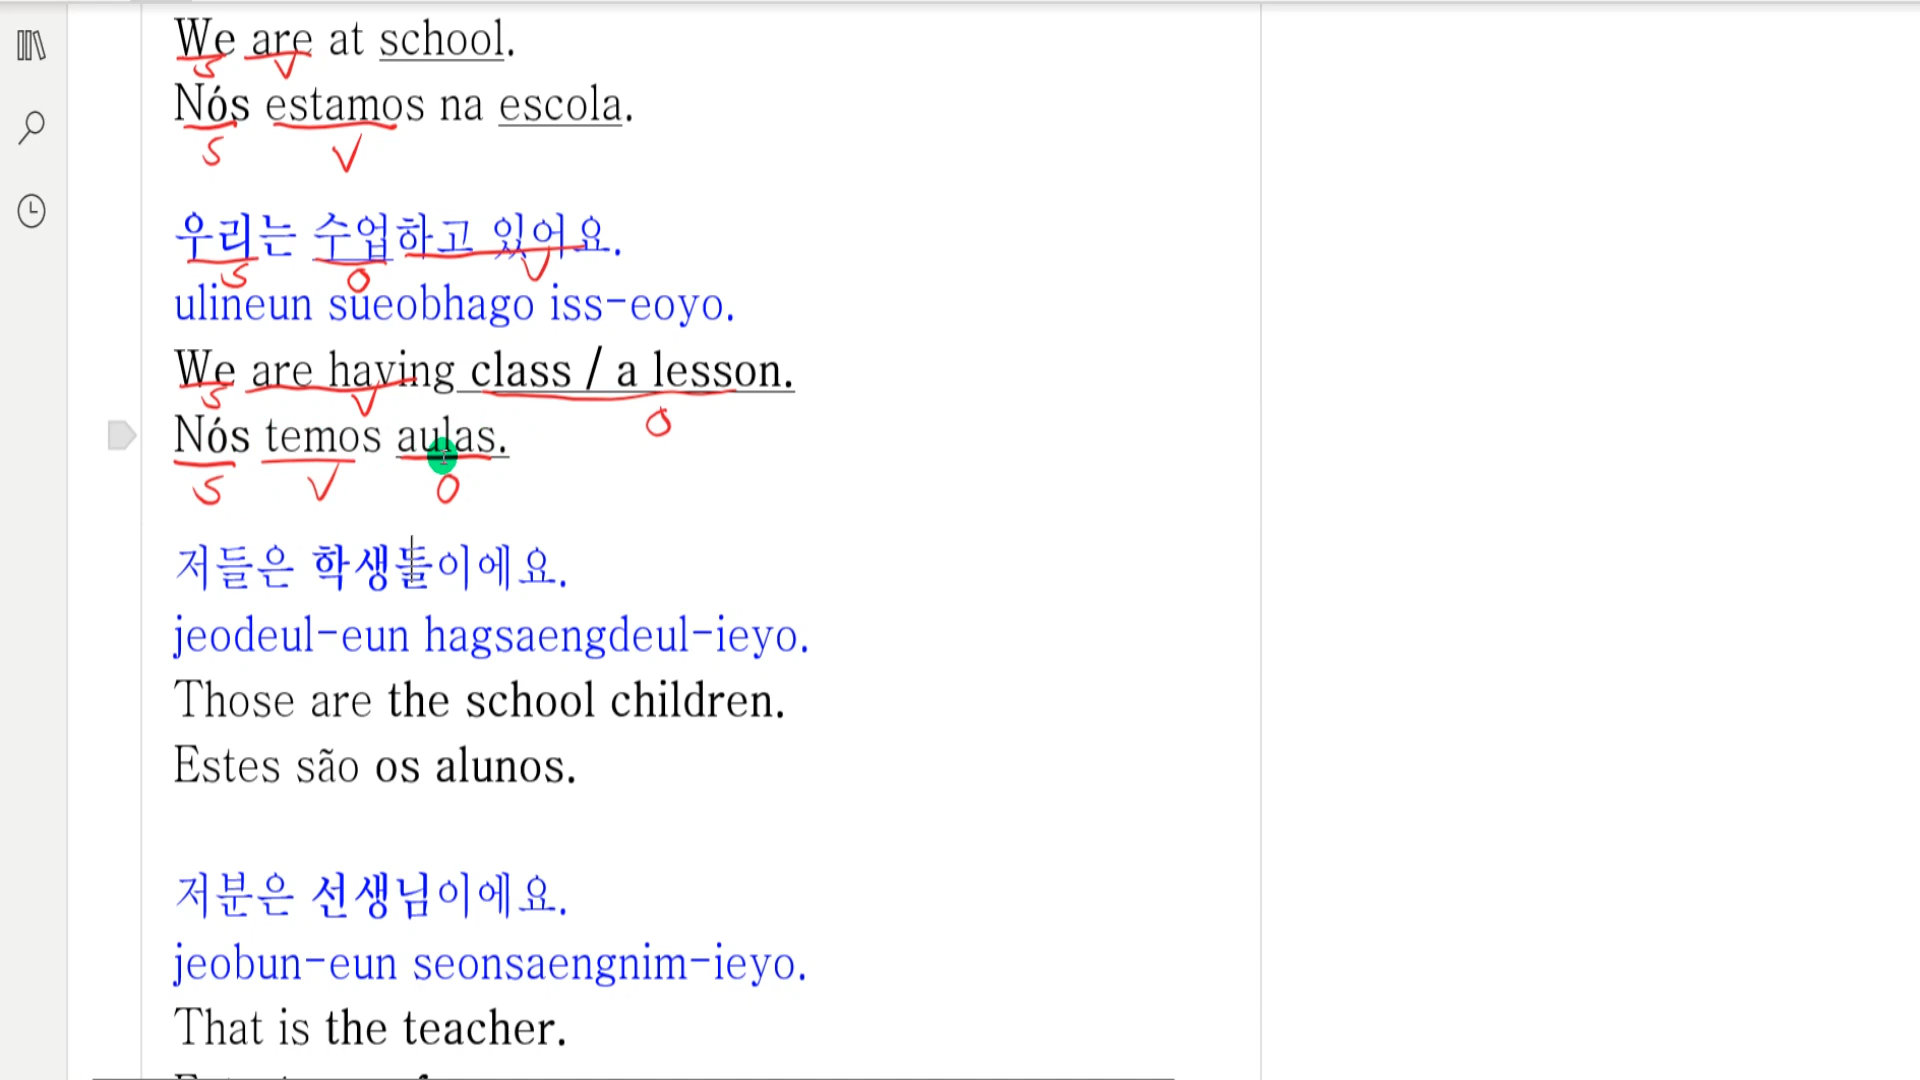 We are at school.
S V
Nós estamos na escola.
S V
우리는 수업하고 있어요.
S O V
ulineun sueobhago iss-eoyo.
We are having class / a lesson.
S V O
Nós temos aulas.
S V O
저들은 학생들이에요.
jeodeul-eun hagsaengdeul-ieyo.
Those are the school children.
Estes são os alunos.
저분은 선생님이에요.
jeobun-eun seonsaengnim-ieyo.
That is the teacher.